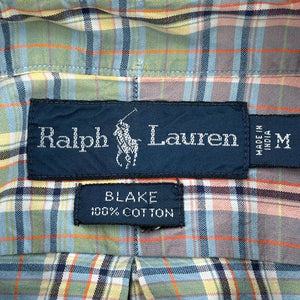 Ralph Lauren
MADE IN
INDIA
M
BLAKE
100% COTTON